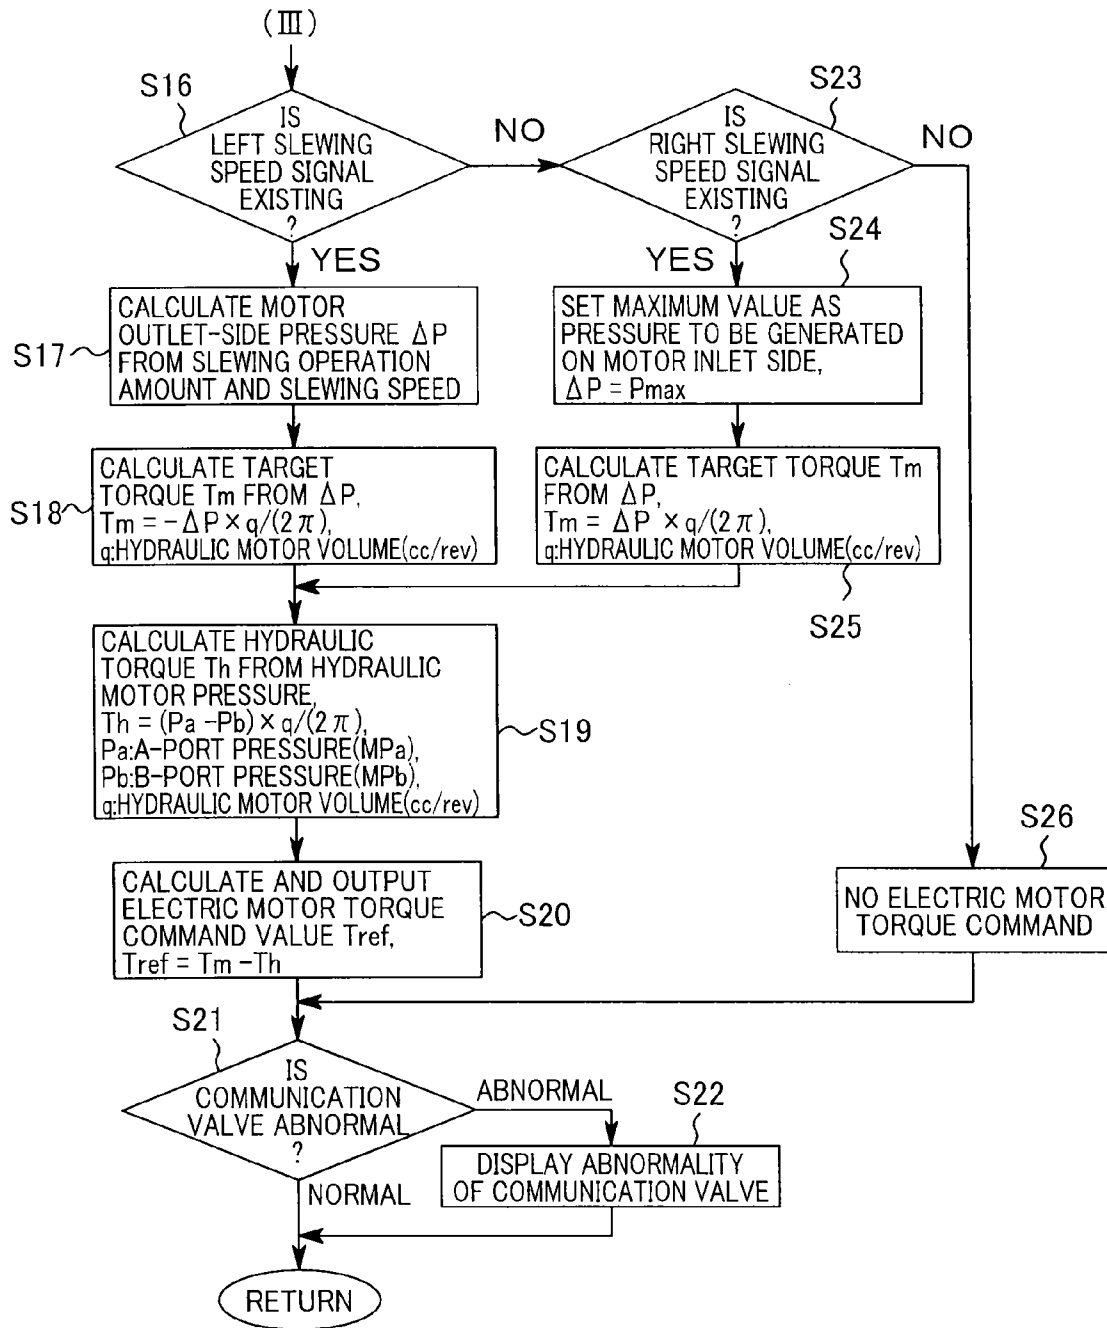 (III)
S16
IS
LEFT SLEWING
SPEED SIGNAL
EXISTING
?
NO
YES
S23
IS
RIGHT SLEWING
SPEED SIGNAL
EXISTING
?
NO
YES
S17
CALCULATE MOTOR
OUTLET-SIDE PRESSURE ΔP
FROM SLEWING OPERATION
AMOUNT AND SLEWING SPEED
S24
SET MAXIMUM VALUE AS
PRESSURE TO BE GENERATED
ON MOTOR INLET SIDE,
ΔP = Pmax
S18
CALCULATE TARGET
TORQUE Tm FROM ΔP,
Tm = -ΔP × q/(2π),
q:HYDRAULIC MOTOR VOLUME(cc/rev)
CALCULATE TARGET TORQUE Tm
FROM ΔP,
Tm = ΔP × q/(2π),
q:HYDRAULIC MOTOR VOLUME(cc/rev)
S25
CALCULATE HYDRAULIC
TORQUE Th FROM HYDRAULIC
MOTOR PRESSURE,
Th = (Pa -Pb) × q/(2π),
Pa:A-PORT PRESSURE(MPa),
Pb:B-PORT PRESSURE(MPb),
q:HYDRAULIC MOTOR VOLUME(cc/rev)
S19
CALCULATE AND OUTPUT
ELECTRIC MOTOR TORQUE
COMMAND VALUE Tref,
Tref = Tm -Th
S20
S26
NO ELECTRIC MOTOR
TORQUE COMMAND
S21
IS
COMMUNICATION
VALVE ABNORMAL
?
ABNORMAL
NORMAL
S22
DISPLAY ABNORMALITY
OF COMMUNICATION VALVE
RETURN